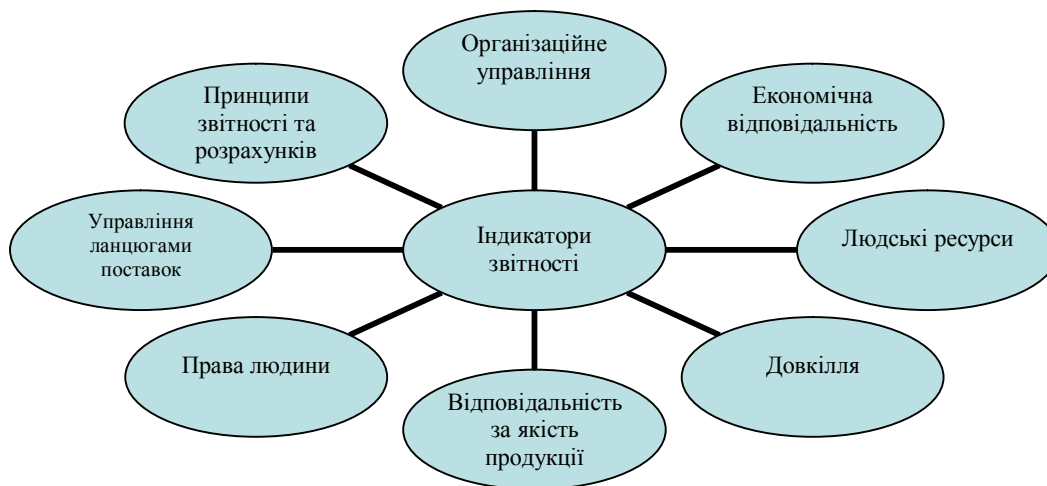 Організаційне
управління
Принципи
звітності та
розрахунків
Економічна
відповідальність
Управління
ланцюгами
поставок
Індикатори
звітності
Людські ресурси
Права людини
Відповідальність
за якість
продукції
Довкілля